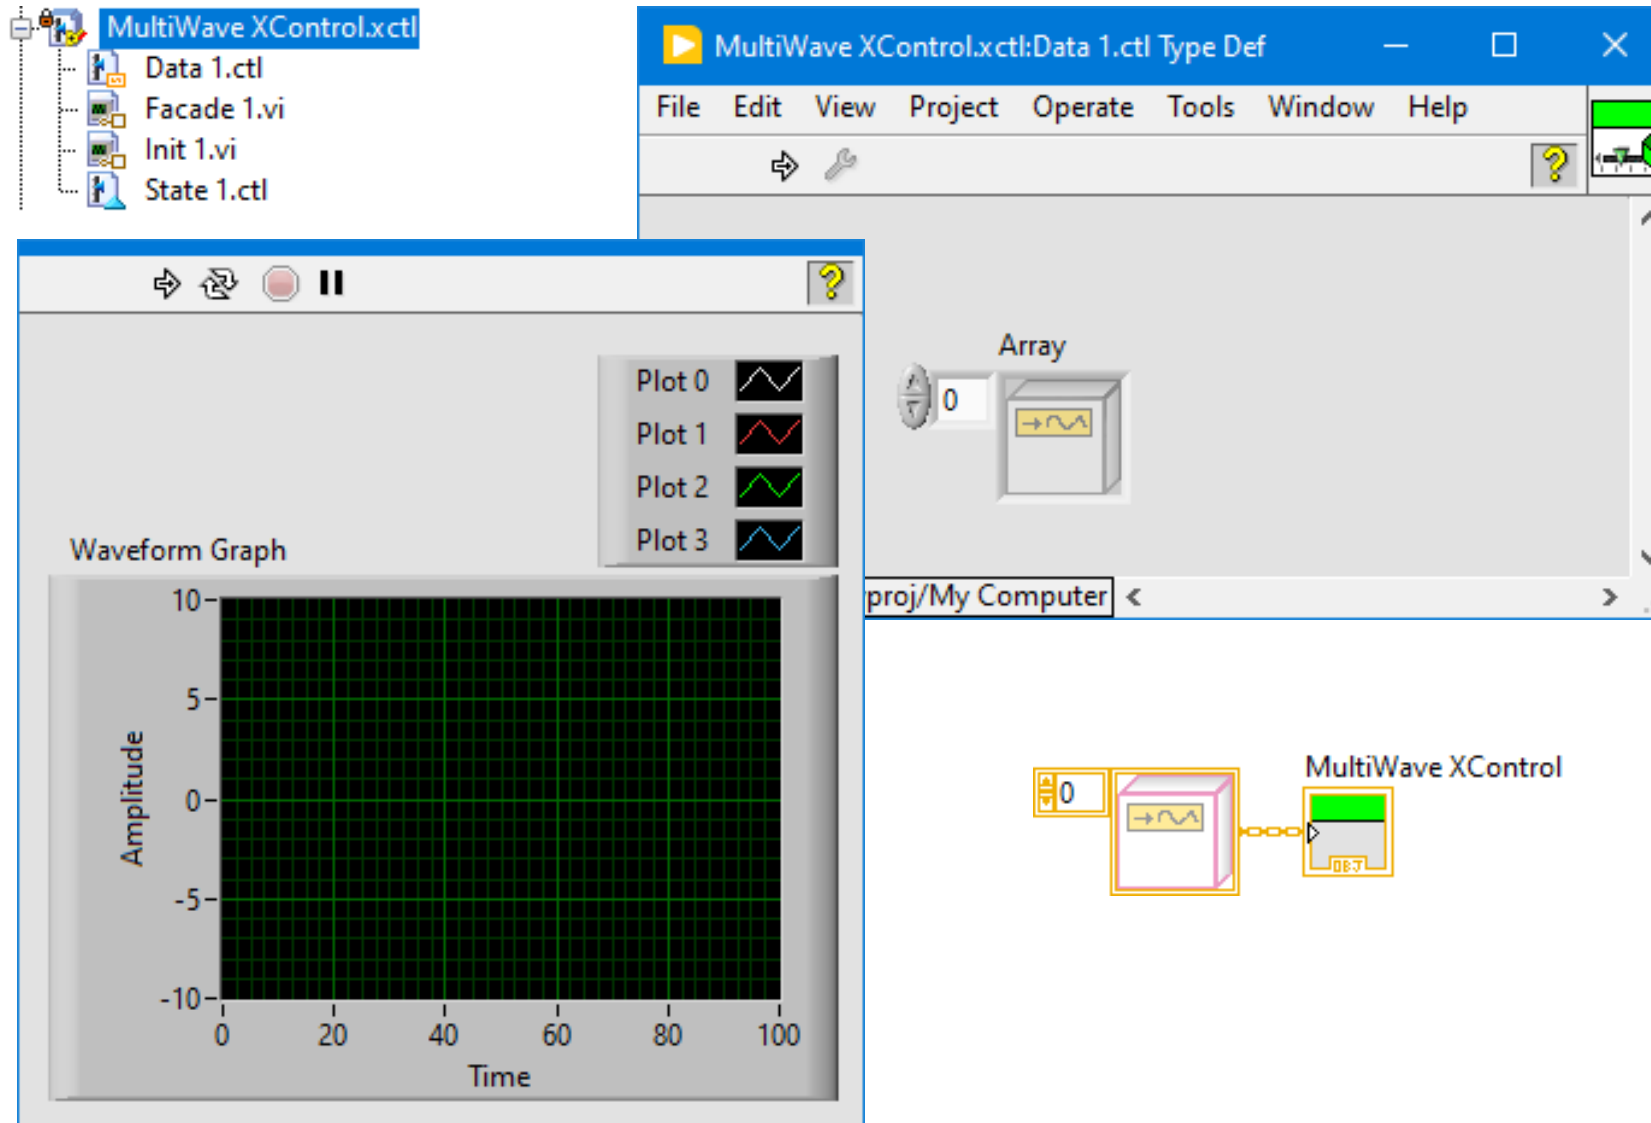 MultiWave XControl.xctl
Data 1.ctl
Facade 1.vi
Init 1.vi
State 1.ctl
MultiWave XControl.xctl:Data 1.ctl Type Def
File Edit View Project Operate Tools Window Help
Array
0
rproj/My Computer
Plot 0
Plot 1
Plot 2
Plot 3
Waveform Graph
10
5
0
-5
-10
Amplitude
0 20 40 60 80 100
Time
MultiWave XControl
0
OBJ